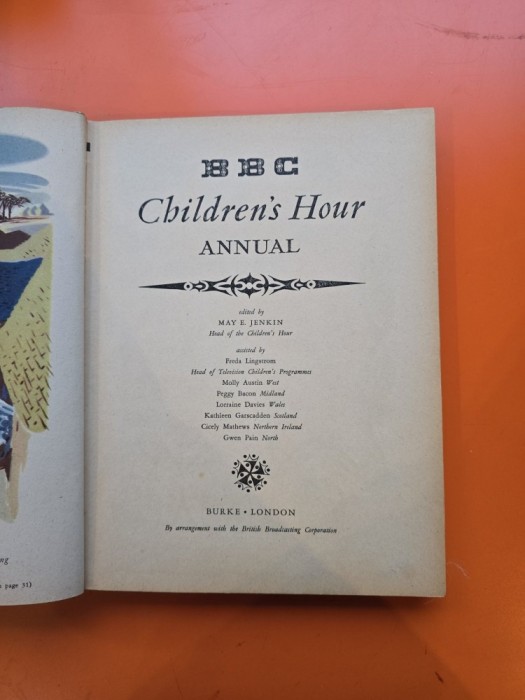 BBC
Children's Hour
ANNUAL
edited by
MAY E. JENKIN
Head of the Children's Hour
assisted by
Freda Lingstrom
Head of Television Children's Programmes
Molly Austin West
Peggy Bacon Midland
Lorraine Davies Wales
Kathleen Garscadden Scotland
Cicely Mathews Northern Ireland
Gwen Pain North
BURKE • LONDON
By arrangement with the British Broadcasting Corporation
page 31)